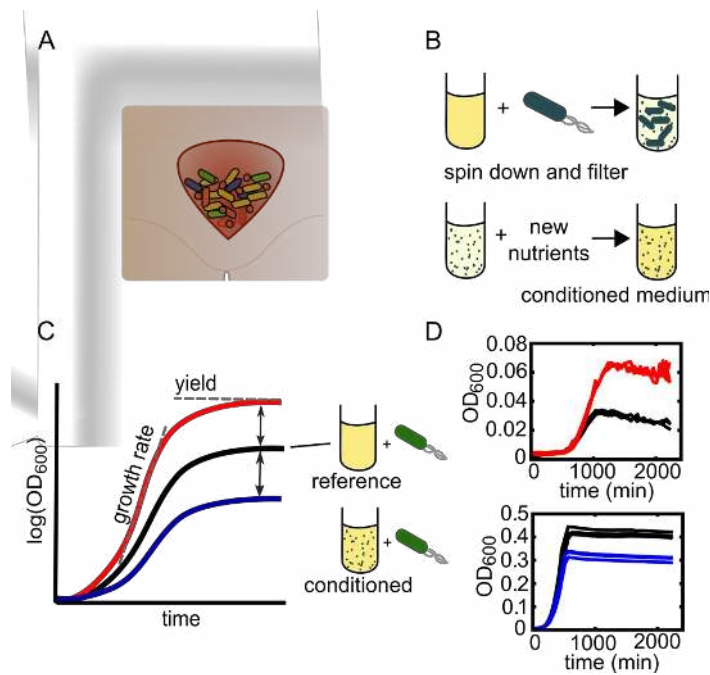 A
B
+
spin down and filter
+ new
nutrients
conditioned medium
C
yield
growth rate
log(OD600)
time
+
reference
+
conditioned
D
0.08
0.06
0.04
0.02
0
OD600
0 1000 2000
time (min)
0.5
0.4
0.3
0.2
0.1
0
OD600
0 1000 2000
time (min)